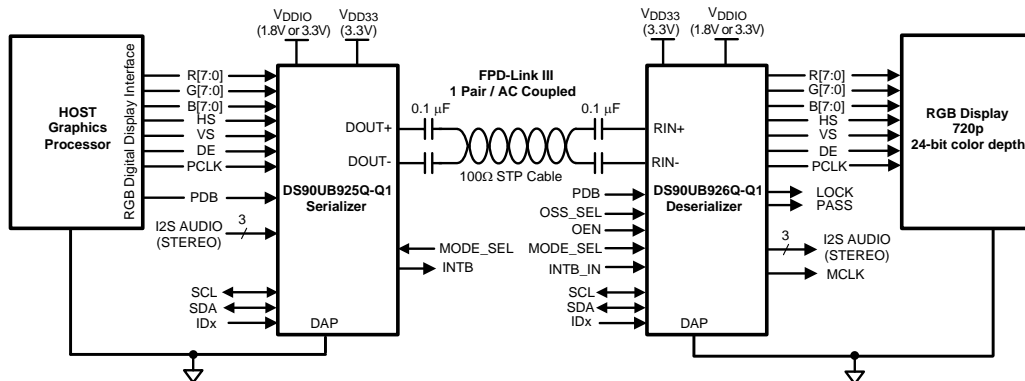 HOST
Graphics
Processor
RGB Digital Display Interface
R[7:0]
G[7:0]
B[7:0]
HS
VS
DE
PCLK
PDB
I2S AUDIO
(STEREO)
3
SCL
SDA
IDx
VDDIO
(1.8V or 3.3V)
VDD33
(3.3V)
DOUT+
DOUT-
DS90UB925Q-Q1
Serializer
MODE_SEL
INTB
DAP
FPD-Link III
1 Pair / AC Coupled
0.1 μF
0.1 μF
100Ω STP Cable
VDD33
(3.3V)
VDDIO
(1.8V or 3.3V)
RIN+
RIN-
DS90UB926Q-Q1
Deserializer
PDB
OSS_SEL
OEN
MODE_SEL
INTB_IN
SCL
SDA
IDx
DAP
R[7:0]
G[7:0]
B[7:0]
HS
VS
DE
PCLK
LOCK
PASS
3
I2S AUDIO
(STEREO)
MCLK
RGB Display
720p
24-bit color depth